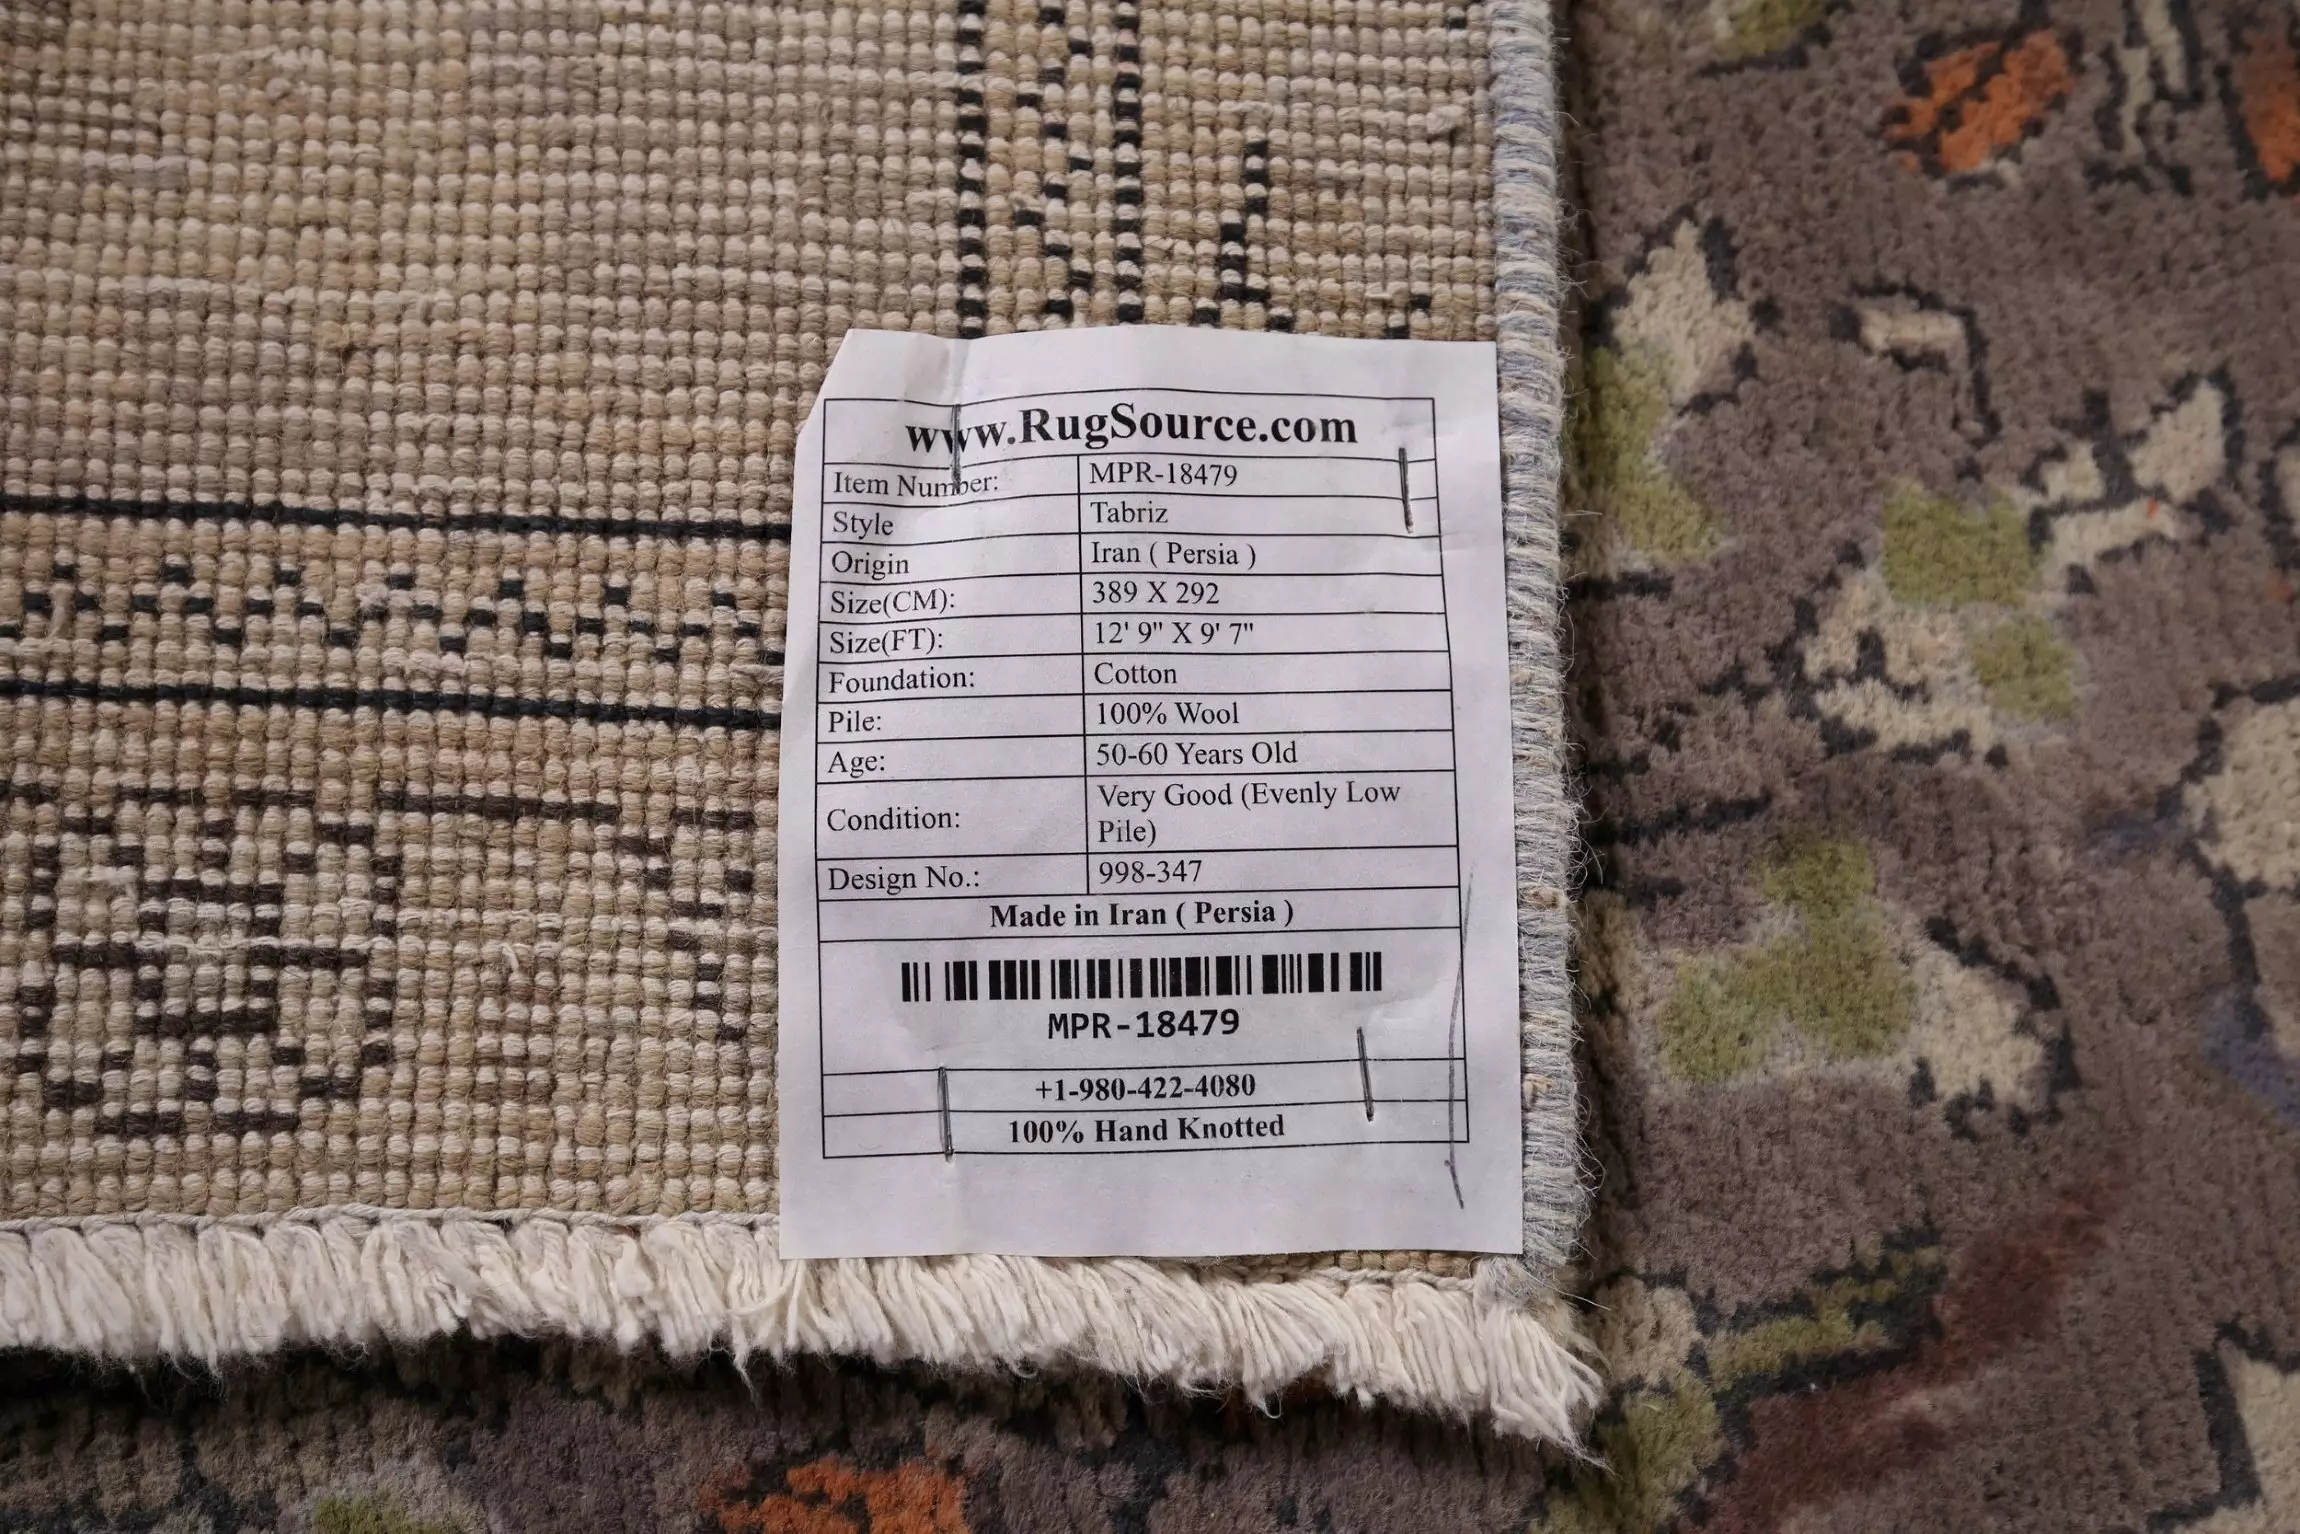 www.RugSource.com
Item Number: MPR-18479
Style Tabriz
Origin Iran ( Persia )
Size(CM): 389 X 292
Size(FT): 12' 9" X 9' 7"
Foundation: Cotton
Pile: 100% Wool
Age: 50-60 Years Old
Condition: Very Good (Evenly Low
Pile)
Design No.: 998-347
Made in Iran ( Persia )
MPR-18479
+1-980-422-4080
100% Hand Knotted